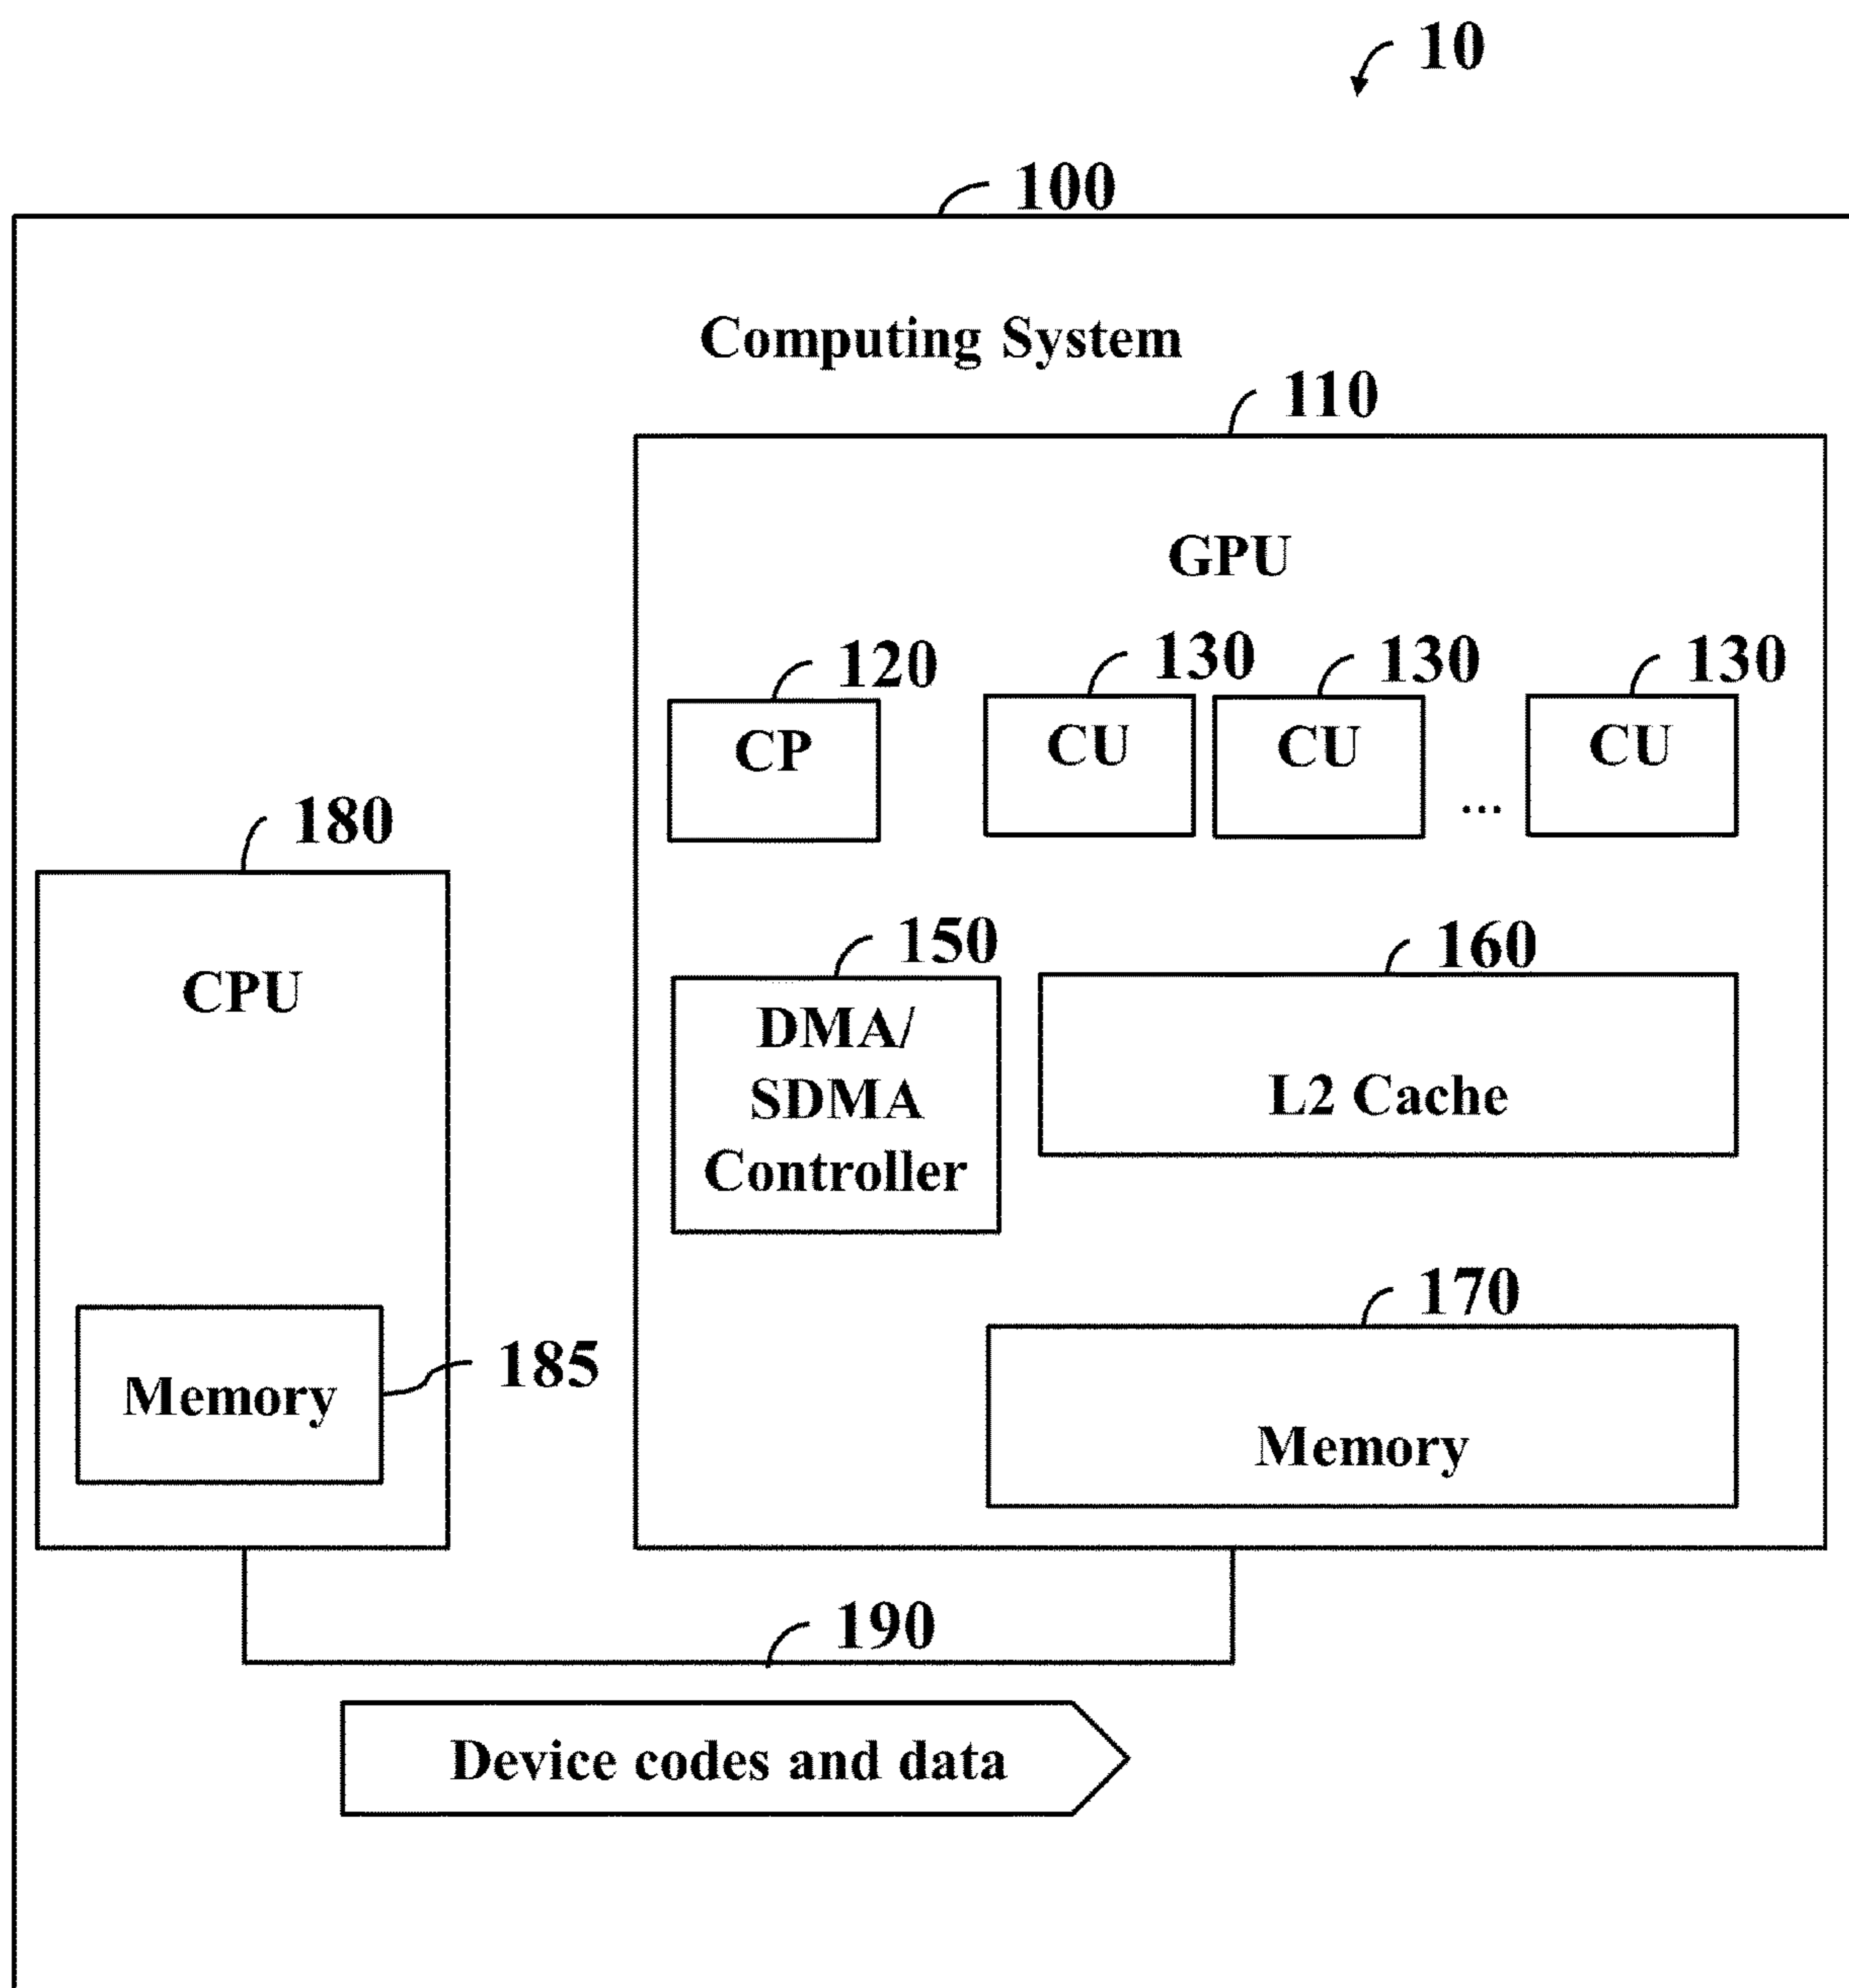 10
100
Computing System
110
GPU
120
130
130
130
CP
CU
CU
...
CU
180
CPU
150
160
DMA/
SDMA
Controller
L2 Cache
170
Memory
185
Memory
190
Device codes and data